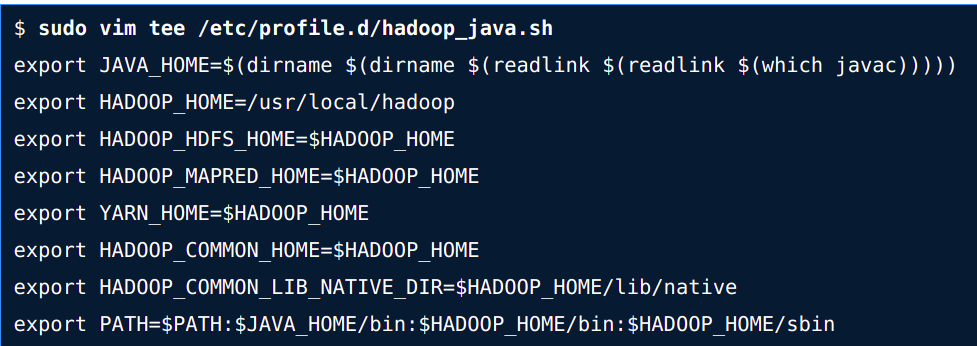 $ sudo vim tee /etc/profile.d/hadoop_java.sh
export JAVA_HOME=$(dirname $(dirname $(readlink $(readlink $(which javac)))))
export HADOOP_HOME=/usr/local/hadoop
export HADOOP_HDFS_HOME=$HADOOP_HOME
export HADOOP_MAPRED_HOME=$HADOOP_HOME
export YARN_HOME=$HADOOP_HOME
export HADOOP_COMMON_HOME=$HADOOP_HOME
export HADOOP_COMMON_LIB_NATIVE_DIR=$HADOOP_HOME/lib/native
export PATH=$PATH:$JAVA_HOME/bin:$HADOOP_HOME/bin:$HADOOP_HOME/sbin